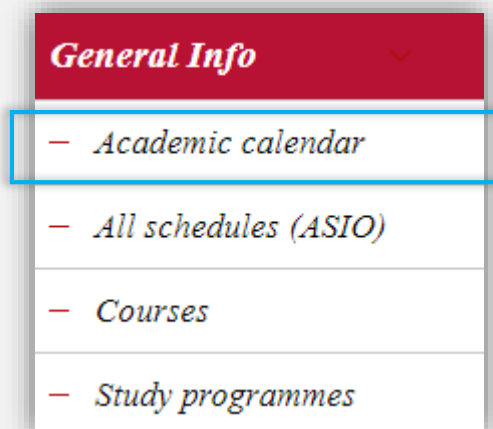 General Info
– Academic calendar
– All schedules (ASIO)
– Courses
– Study programmes